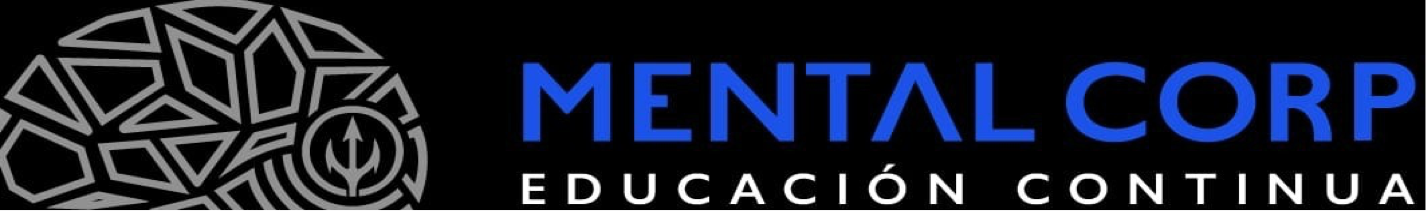 MENTAL CORP
EDUCACIÓN CONTINUA